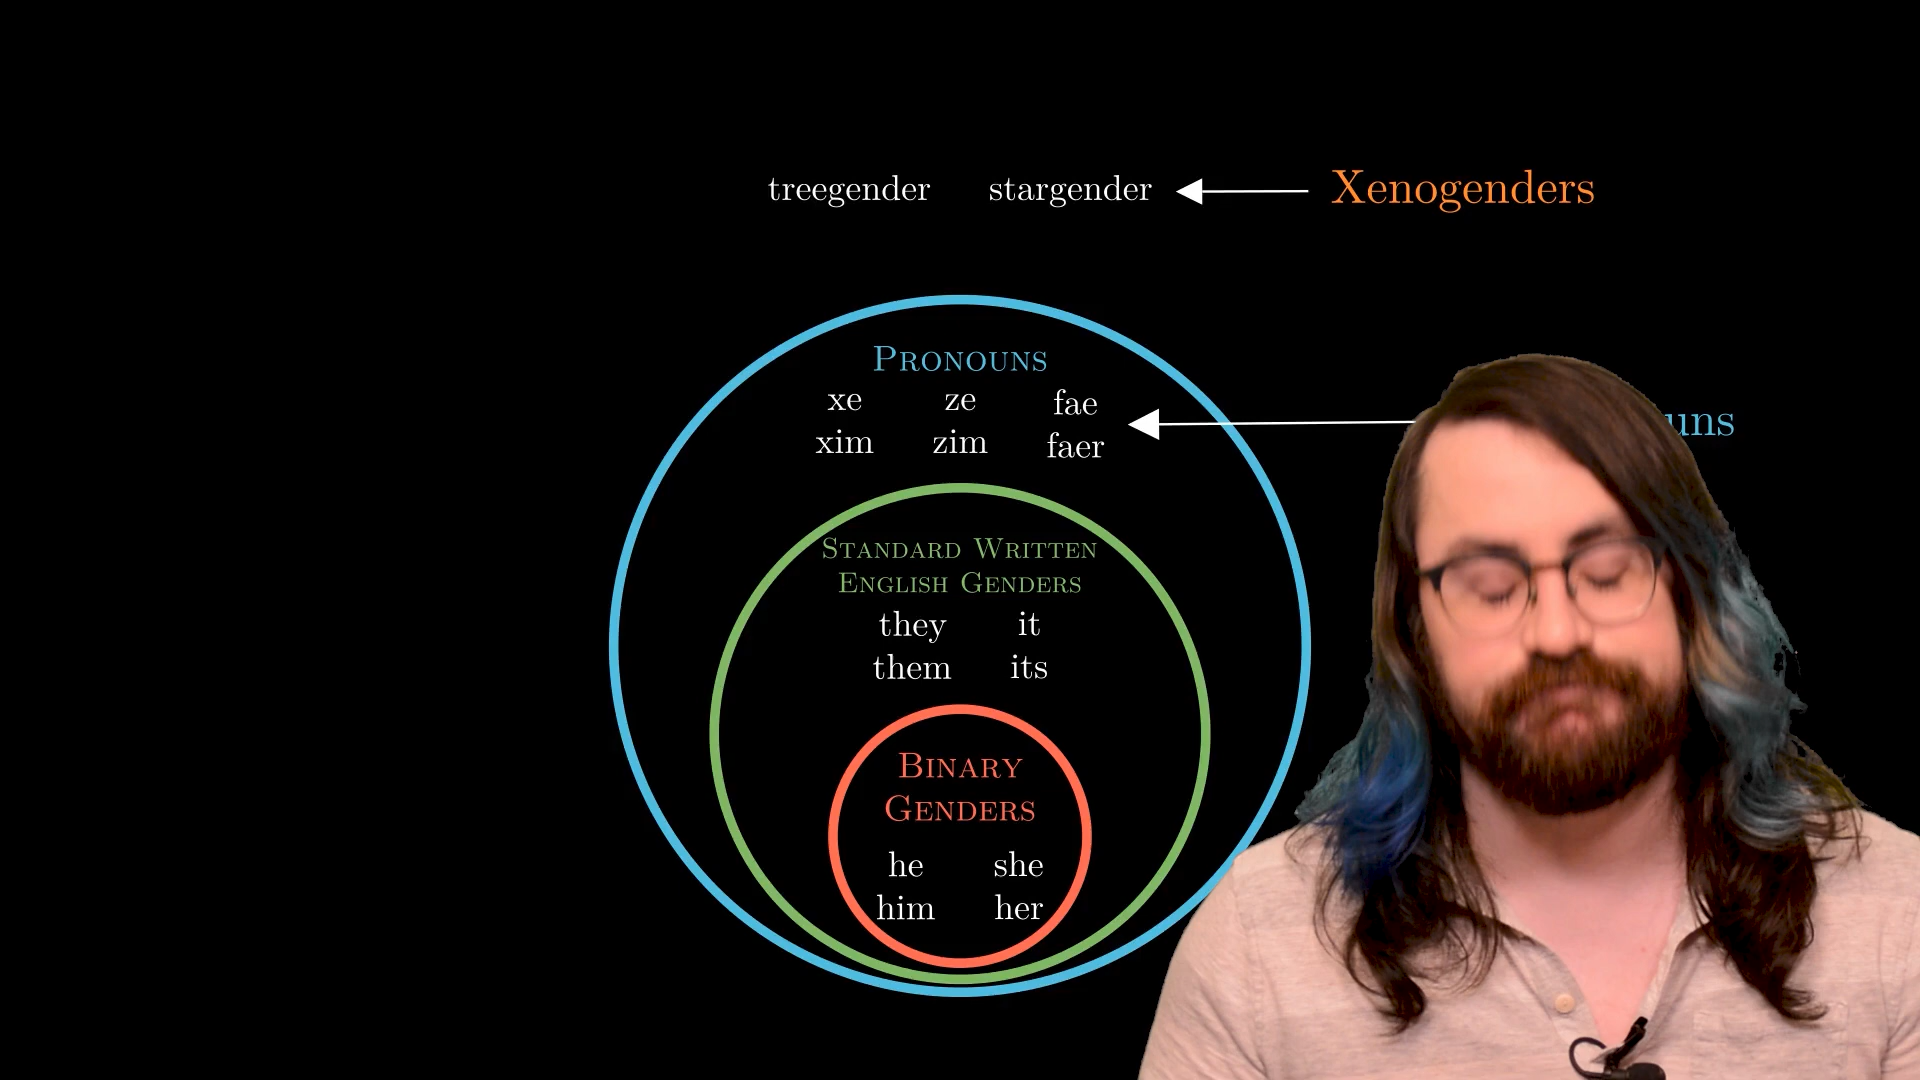 treegender stargender Xenogenders
PRONOUNS
xe ze fae
xim zim faer
uns
STANDARD WRITTEN
ENGLISH GENDERS
they it
them its
BINARY
GENDERS
he she
him her